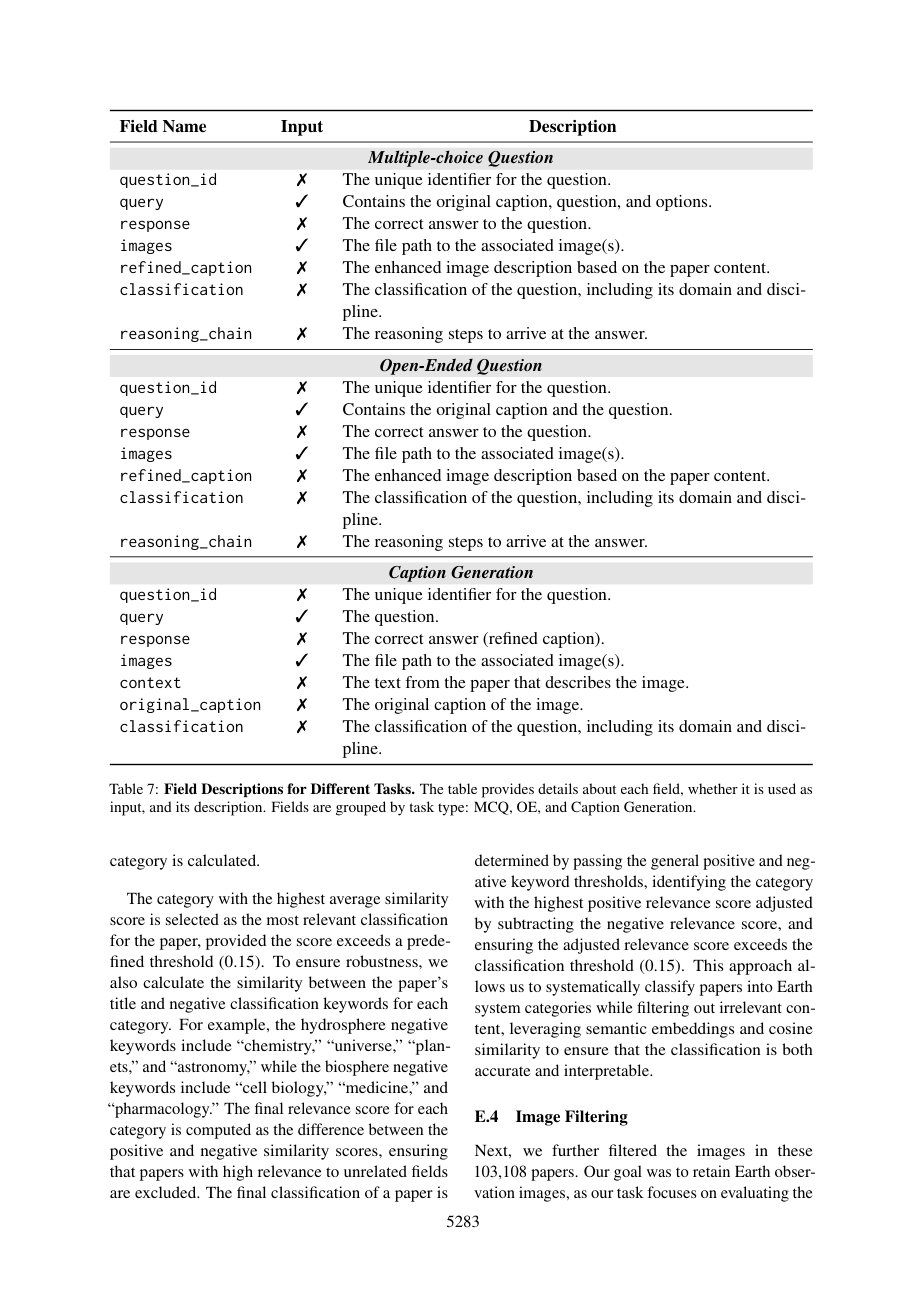 Field Name Input Description
Multiple-choice Question
question_id ✗ The unique identifier for the question.
query ✓ Contains the original caption, question, and options.
response ✗ The correct answer to the question.
images ✓ The file path to the associated image(s).
refined_caption ✗ The enhanced image description based on the paper content.
classification ✗ The classification of the question, including its domain and disci-
pline.
reasoning_chain ✗ The reasoning steps to arrive at the answer.
Open-Ended Question
question_id ✗ The unique identifier for the question.
query ✓ Contains the original caption and the question.
response ✗ The correct answer to the question.
images ✓ The file path to the associated image(s).
refined_caption ✗ The enhanced image description based on the paper content.
classification ✗ The classification of the question, including its domain and disci-
pline.
reasoning_chain ✗ The reasoning steps to arrive at the answer.
Caption Generation
question_id ✗ The unique identifier for the question.
query ✓ The question.
response ✗ The correct answer (refined caption).
images ✓ The file path to the associated image(s).
context ✗ The text from the paper that describes the image.
original_caption ✗ The original caption of the image.
classification ✗ The classification of the question, including its domain and disci-
pline.
Table 7: Field Descriptions for Different Tasks. The table provides details about each field, whether it is used as
input, and its description. Fields are grouped by task type: MCQ, OE, and Caption Generation.
category is calculated.
The category with the highest average similarity
score is selected as the most relevant classification
for the paper, provided the score exceeds a prede-
fined threshold (0.15). To ensure robustness, we
also calculate the similarity between the paper's
title and negative classification keywords for each
category. For example, the hydrosphere negative
keywords include “chemistry,” “universe,” “plan-
ets,” and “astronomy,” while the biosphere negative
keywords include “cell biology,” “medicine,” and
“pharmacology.” The final relevance score for each
category is computed as the difference between the
positive and negative similarity scores, ensuring
that papers with high relevance to unrelated fields
are excluded. The final classification of a paper is
determined by passing the general positive and neg-
ative keyword thresholds, identifying the category
with the highest positive relevance score adjusted
by subtracting the negative relevance score, and
ensuring the adjusted relevance score exceeds the
classification threshold (0.15). This approach al-
lows us to systematically classify papers into Earth
system categories while filtering out irrelevant con-
tent, leveraging semantic embeddings and cosine
similarity to ensure that the classification is both
accurate and interpretable.
E.4 Image Filtering
Next, we further filtered the images in these
103,108 papers. Our goal was to retain Earth obser-
vation images, as our task focuses on evaluating the
5283